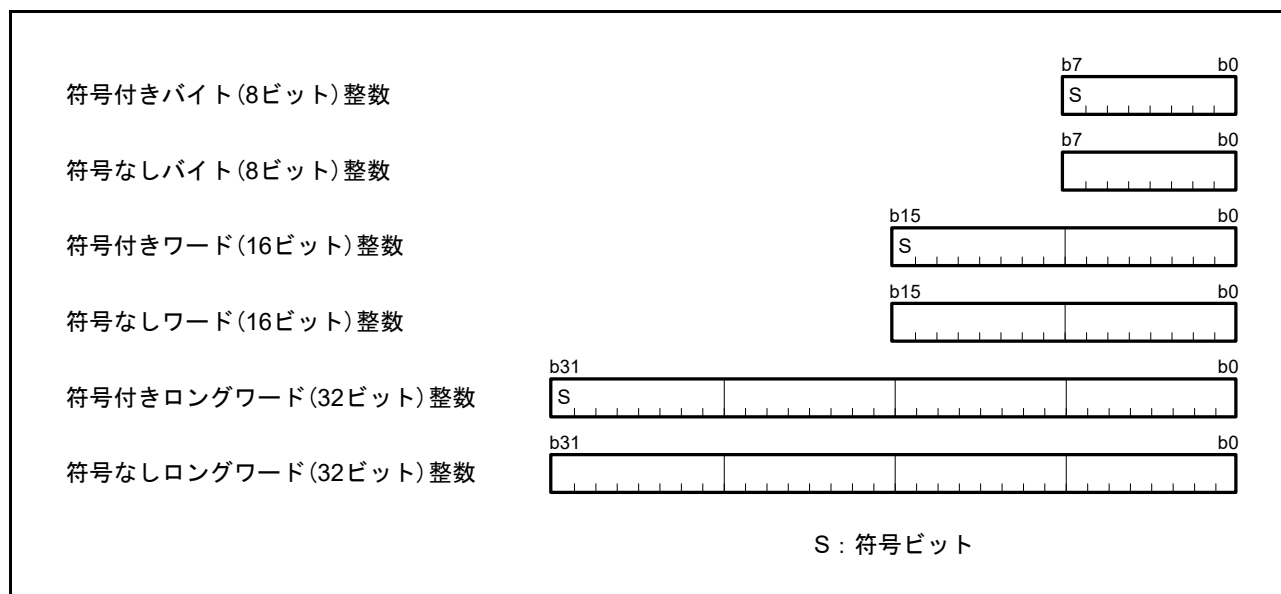 b7 b0
符号付きバイト(8ビット)整数 S
b7 b0
符号なしバイト(8ビット)整数
b15 b0
符号付きワード(16ビット)整数 S
b15 b0
符号なしワード(16ビット)整数
b31 b0
符号付きロングワード(32ビット)整数 S
b31 b0
符号なしロングワード(32ビット)整数
S:符号ビット